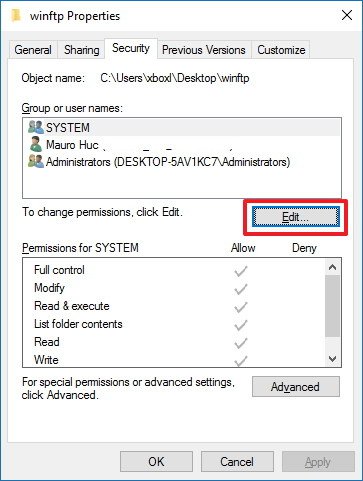 winftp Properties
General Sharing Security Previous Versions Customize
Object name: C:\Users\xboxl\Desktop\winftp
Group or user names:
SYSTEM
Mauro Huc (
Administrators (DESKTOP-5AV1KC7\Administrators)
To change permissions, click Edit.
Edit...
Permissions for SYSTEM Allow Deny
Full control
Modify
Read & execute
List folder contents
Read
Write
For special permissions or advanced settings,
click Advanced.
Advanced
OK Cancel Apply